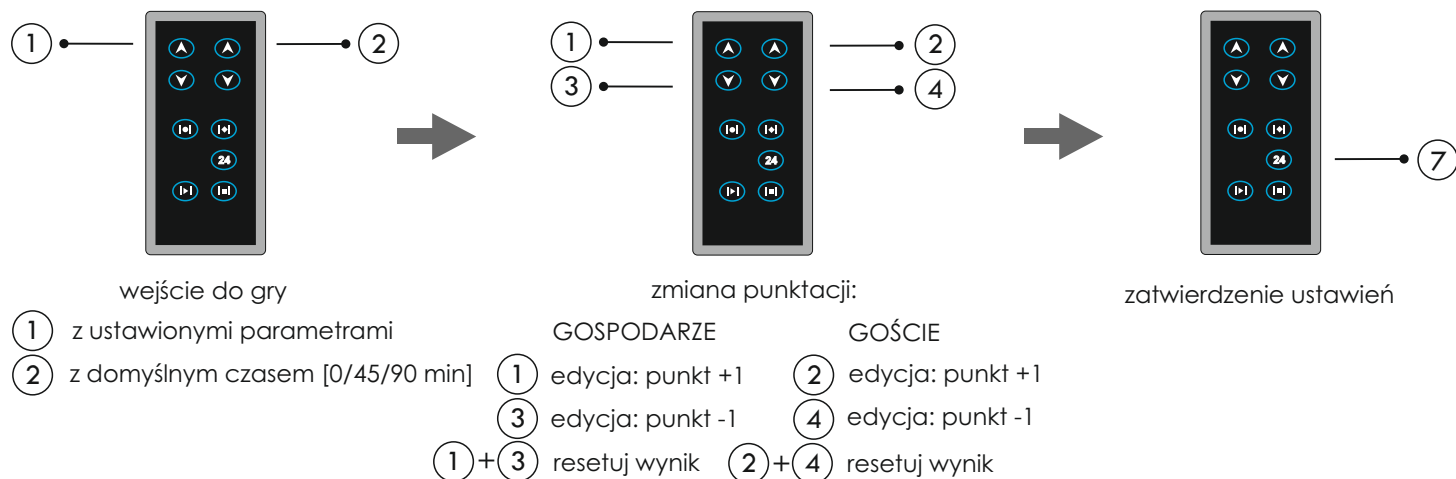 1
2
1
2
3
4
7
24
24
24
wejście do gry
1 z ustawionymi parametrami
2 z domyślnym czasem [0/45/90 min]
zmiana punktacji:
GOSPODARZE
GOŚCIE
1 edycja: punkt +1
2 edycja: punkt +1
3 edycja: punkt -1
4 edycja: punkt -1
1+3 resetuj wynik
2+4 resetuj wynik
zatwierdzenie ustawień